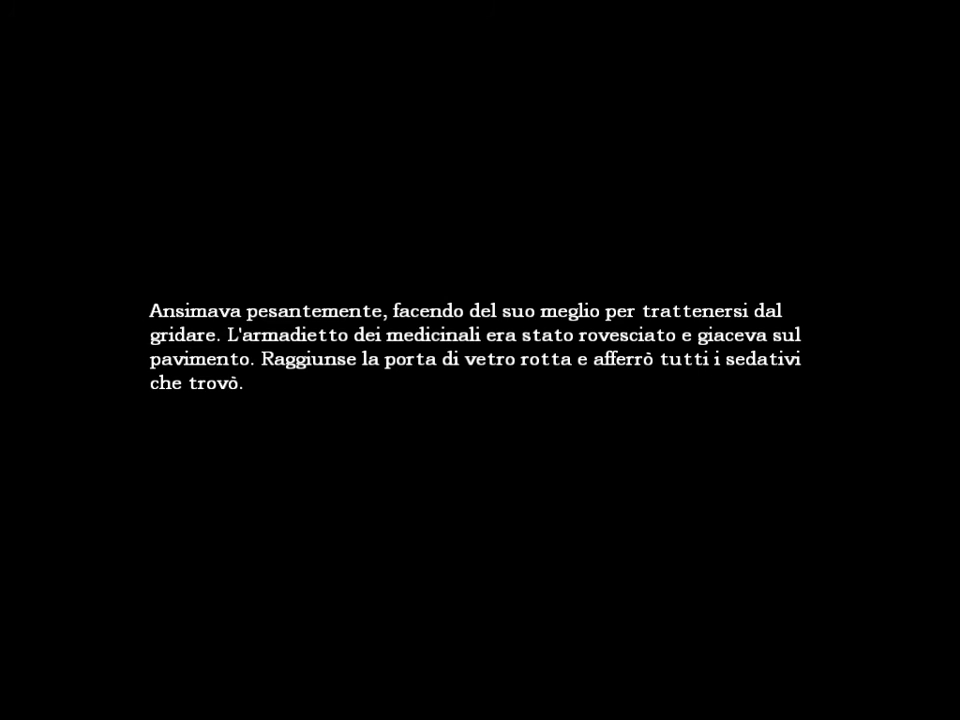 Ansimava pesantemente, facendo del suo meglio per trattenersi dal
gridare. L'armadietto dei medicinali era stato rovesciato e giaceva sul
pavimento. Raggiunse la porta di vetro rotta e afferrò tutti i sedativi
che trovò.